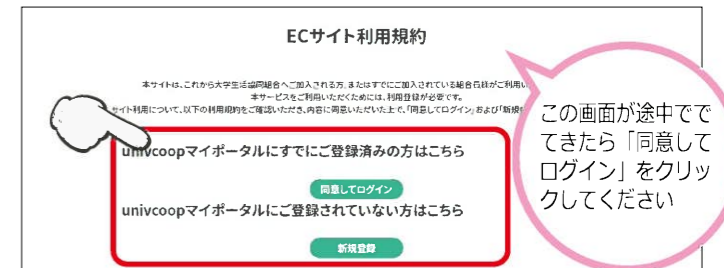 ECサイト利用規約
本サイトは、これから大学生活協同組合へご加入される方、またはすでにご加入されている組合員様がご利用い
本サービスをご利用いただくためには、利用登録が必要です。
サイト利用について、以下の利用規約をご確認いただき、内容に同意いただいた上で、「同意してログイン」および「新規
univcoopマイポータルにすでにご登録済みの方はこちら
同意してログイン
univcoopマイポータルにご登録されていない方はこちら
新規登録
この画面が途中でで
てきたら「同意して
ログイン」をクリッ
クしてください